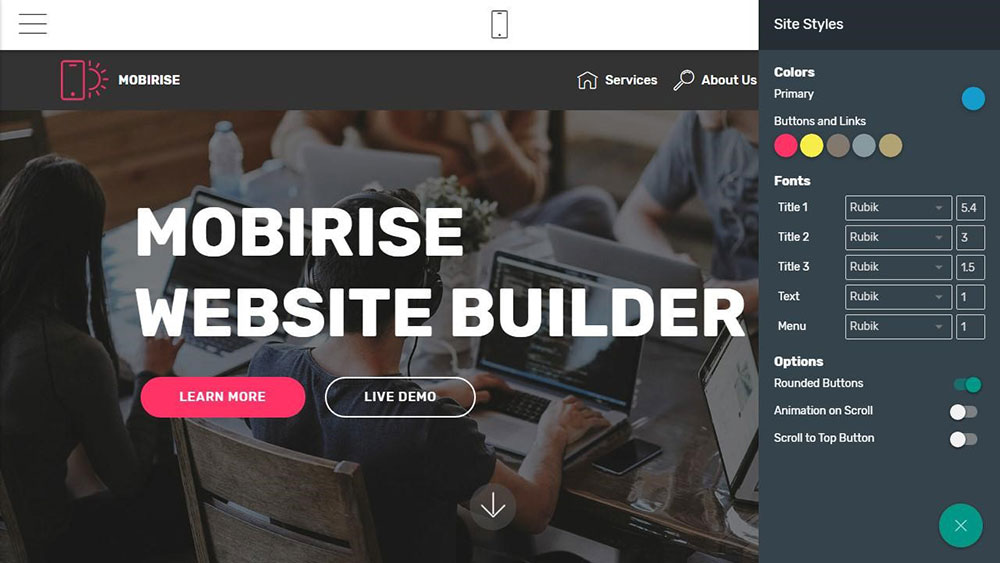 Site Styles
MOBIRISE
Services
About Us
MOBIRISE
WEBSITE BUILDER
LEARN MORE
LIVE DEMO
Colors
Primary
Buttons and Links
Fonts
Title 1 Rubik 5.4
Title 2 Rubik 3
Title 3 Rubik 1.5
Text Rubik 1
Menu Rubik 1
Options
Rounded Buttons
Animation on Scroll
Scroll to Top Button